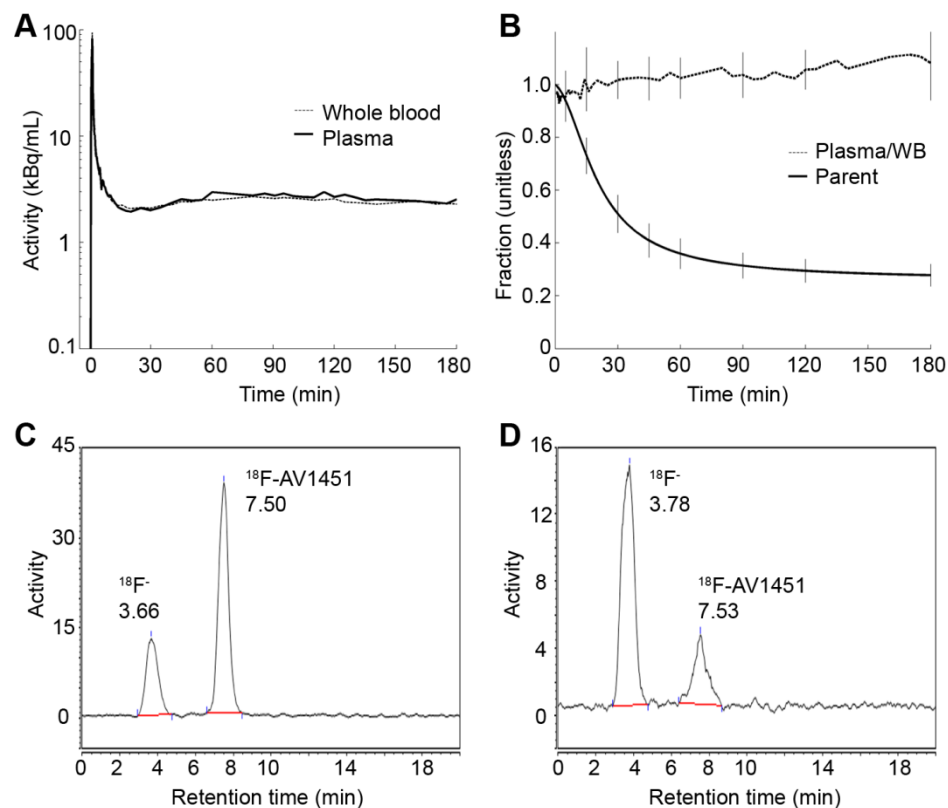 A
100
10
1
0.1
Activity (kBq/mL)
Whole blood
Plasma
0 30 60 90 120 150 180
Time (min)
B
1.0
0.8
0.6
0.4
0.2
0
Fraction (unitless)
Plasma/WB
Parent
0 30 60 90 120 150 180
Time (min)
C
45
30
15
0
Activity
¹⁸F-
3.66
¹⁸F-AV1451
7.50
0 2 4 6 8 10 14 18
Retention time (min)
D
16
12
8
4
0
Activity
¹⁸F-
3.78
¹⁸F-AV1451
7.53
0 2 4 6 8 10 14 18
Retention time (min)